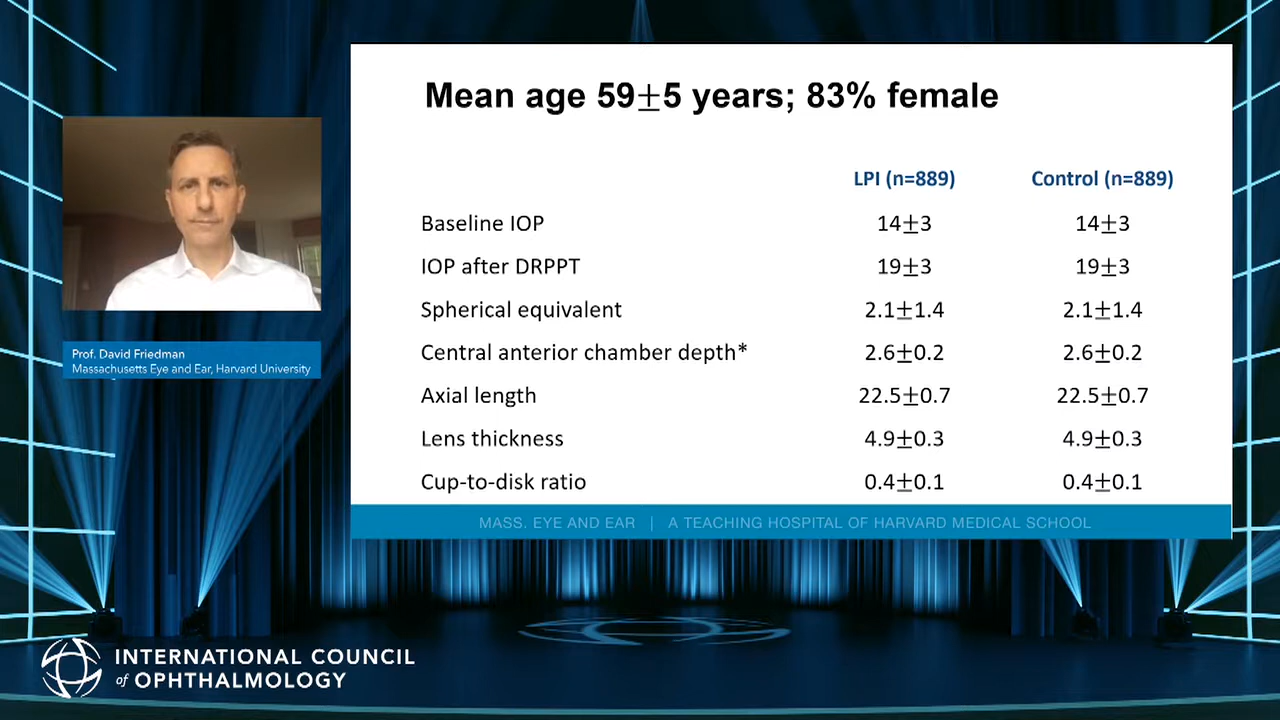 Mean age 59±5 years; 83% female
LPI (n=889) Control (n=889)
Baseline IOP 14±3 14±3
IOP after DRPPT 19±3 19±3
Spherical equivalent 2.1±1.4 2.1±1.4
Central anterior chamber depth* 2.6±0.2 2.6±0.2
Axial length 22.5±0.7 22.5±0.7
Lens thickness 4.9±0.3 4.9±0.3
Cup-to-disk ratio 0.4±0.1 0.4±0.1
MASS. EYE AND EAR | A TEACHING HOSPITAL OF HARVARD MEDICAL SCHOOL
Prof. David Friedman
Massachusetts Eye and Ear, Harvard University
INTERNATIONAL COUNCIL
of OPHTHALMOLOGY